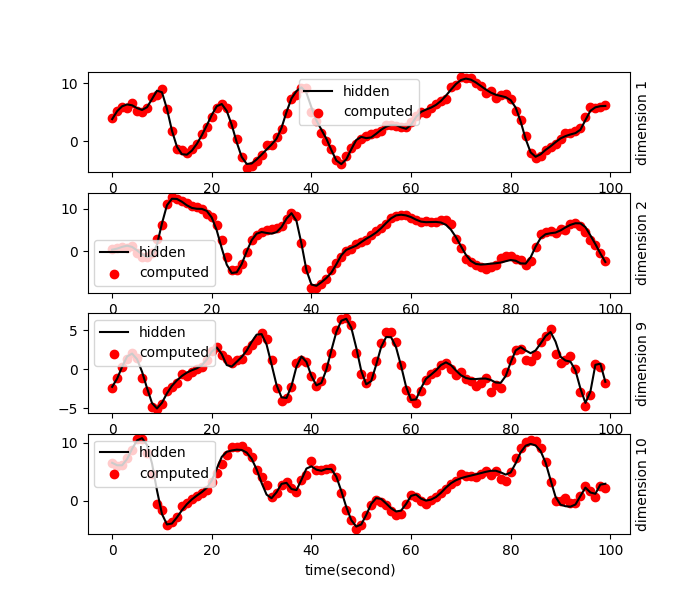 10
0
hidden
computed
dimension 1
0 20 40 60 80 100
10
0
hidden
computed
dimension 2
0 20 40 60 80 100
5
0
−5
hidden
computed
dimension 9
0 20 40 60 80 100
10
0
hidden
computed
dimension 10
0 20 40 60 80 100
time(second)